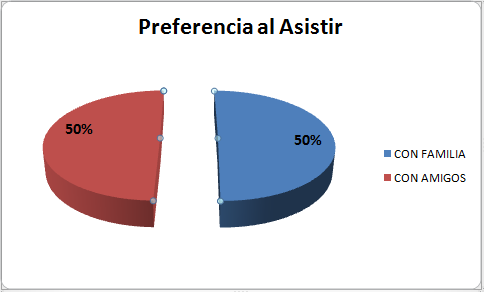 Preferencia al Asistir
50%
50%
CON FAMILIA
CON AMIGOS